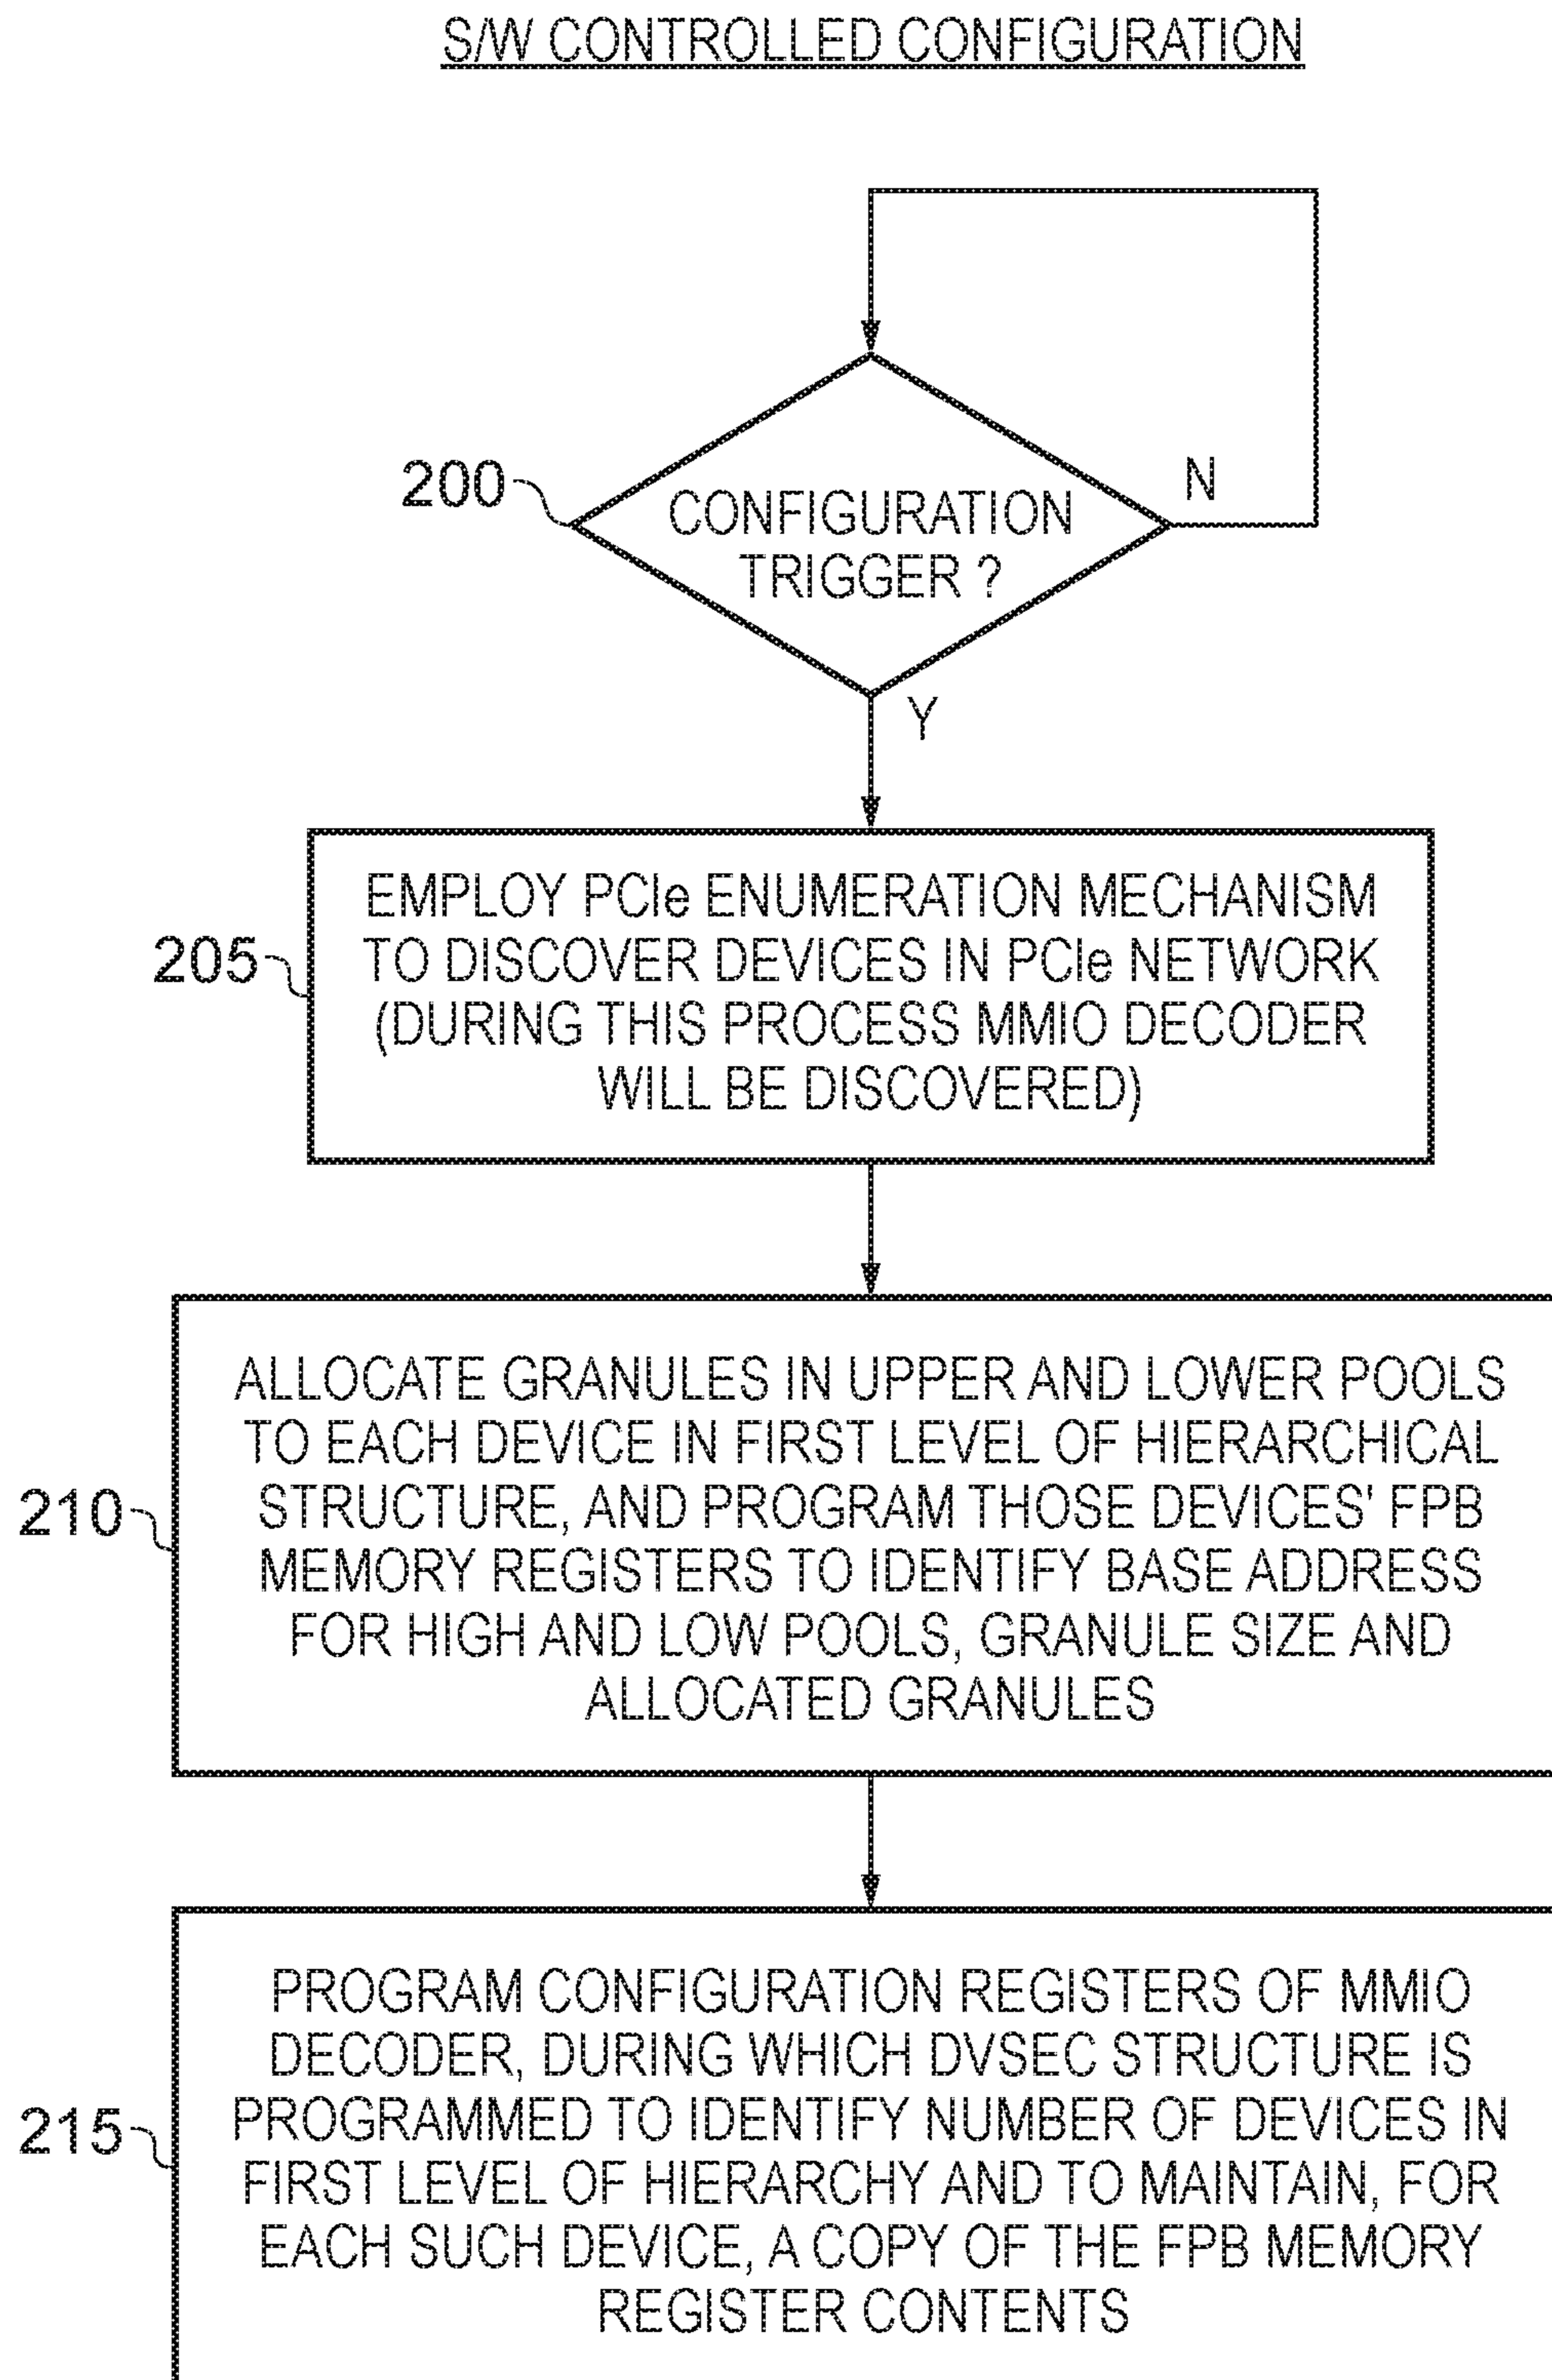 S/W CONTROLLED CONFIGURATION
200
CONFIGURATION
TRIGGER ?
N
Y
205
EMPLOY PCIe ENUMERATION MECHANISM
TO DISCOVER DEVICES IN PCIe NETWORK
(DURING THIS PROCESS MMIO DECODER
WILL BE DISCOVERED)
210
ALLOCATE GRANULES IN UPPER AND LOWER POOLS
TO EACH DEVICE IN FIRST LEVEL OF HIERARCHICAL
STRUCTURE, AND PROGRAM THOSE DEVICES' FPB
MEMORY REGISTERS TO IDENTIFY BASE ADDRESS
FOR HIGH AND LOW POOLS, GRANULE SIZE AND
ALLOCATED GRANULES
215
PROGRAM CONFIGURATION REGISTERS OF MMIO
DECODER, DURING WHICH DVSEC STRUCTURE IS
PROGRAMMED TO IDENTIFY NUMBER OF DEVICES IN
FIRST LEVEL OF HIERARCHY AND TO MAINTAIN, FOR
EACH SUCH DEVICE, A COPY OF THE FPB MEMORY
REGISTER CONTENTS